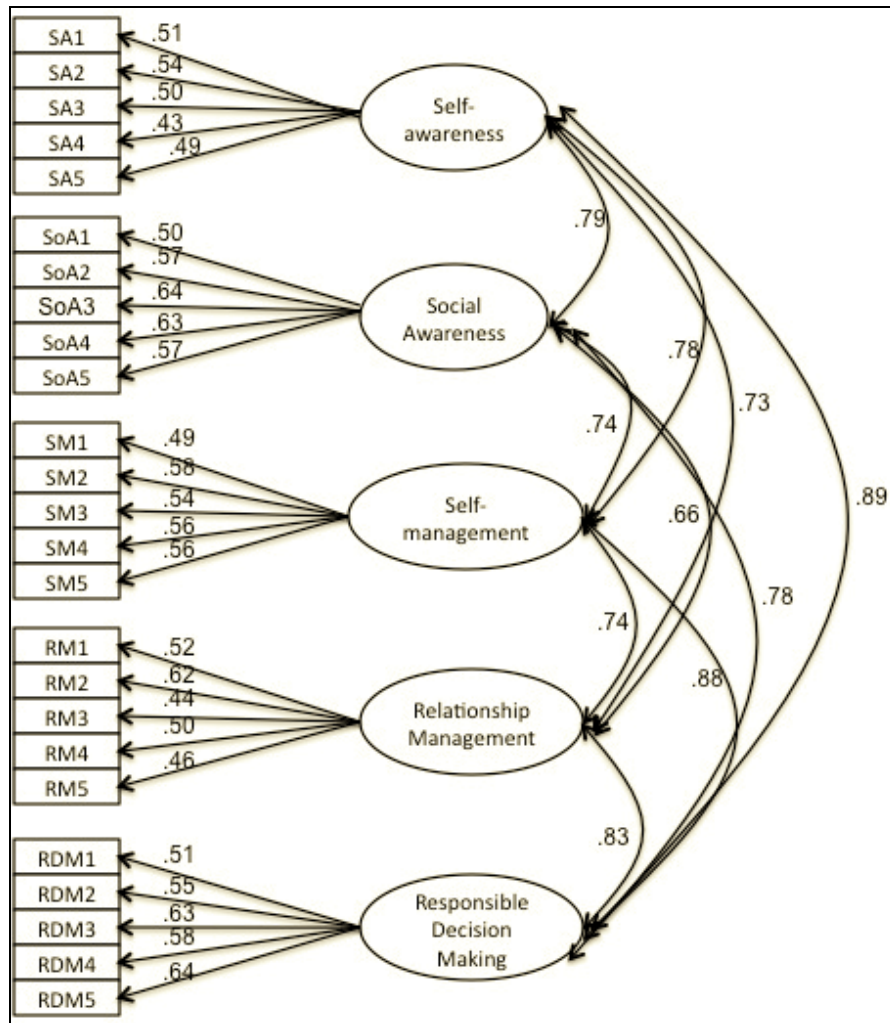 SA1
.51
SA2
.54
SA3
.50
SA4
.43
SA5
.49
Self-
awareness
.79
SoA1
.50
SoA2
.57
SoA3
.64
SoA4
.63
SoA5
.57
Social
Awareness
.78
.73
.74
SM1
.49
SM2
.58
SM3
.54
SM4
.56
SM5
.56
Self-
management
.66
.89
.78
.74
.88
RM1
.52
RM2
.62
RM3
.44
RM4
.50
RM5
.46
Relationship
Management
.83
RDM1
.51
RDM2
.55
RDM3
.63
RDM4
.58
RDM5
.64
Responsible
Decision
Making